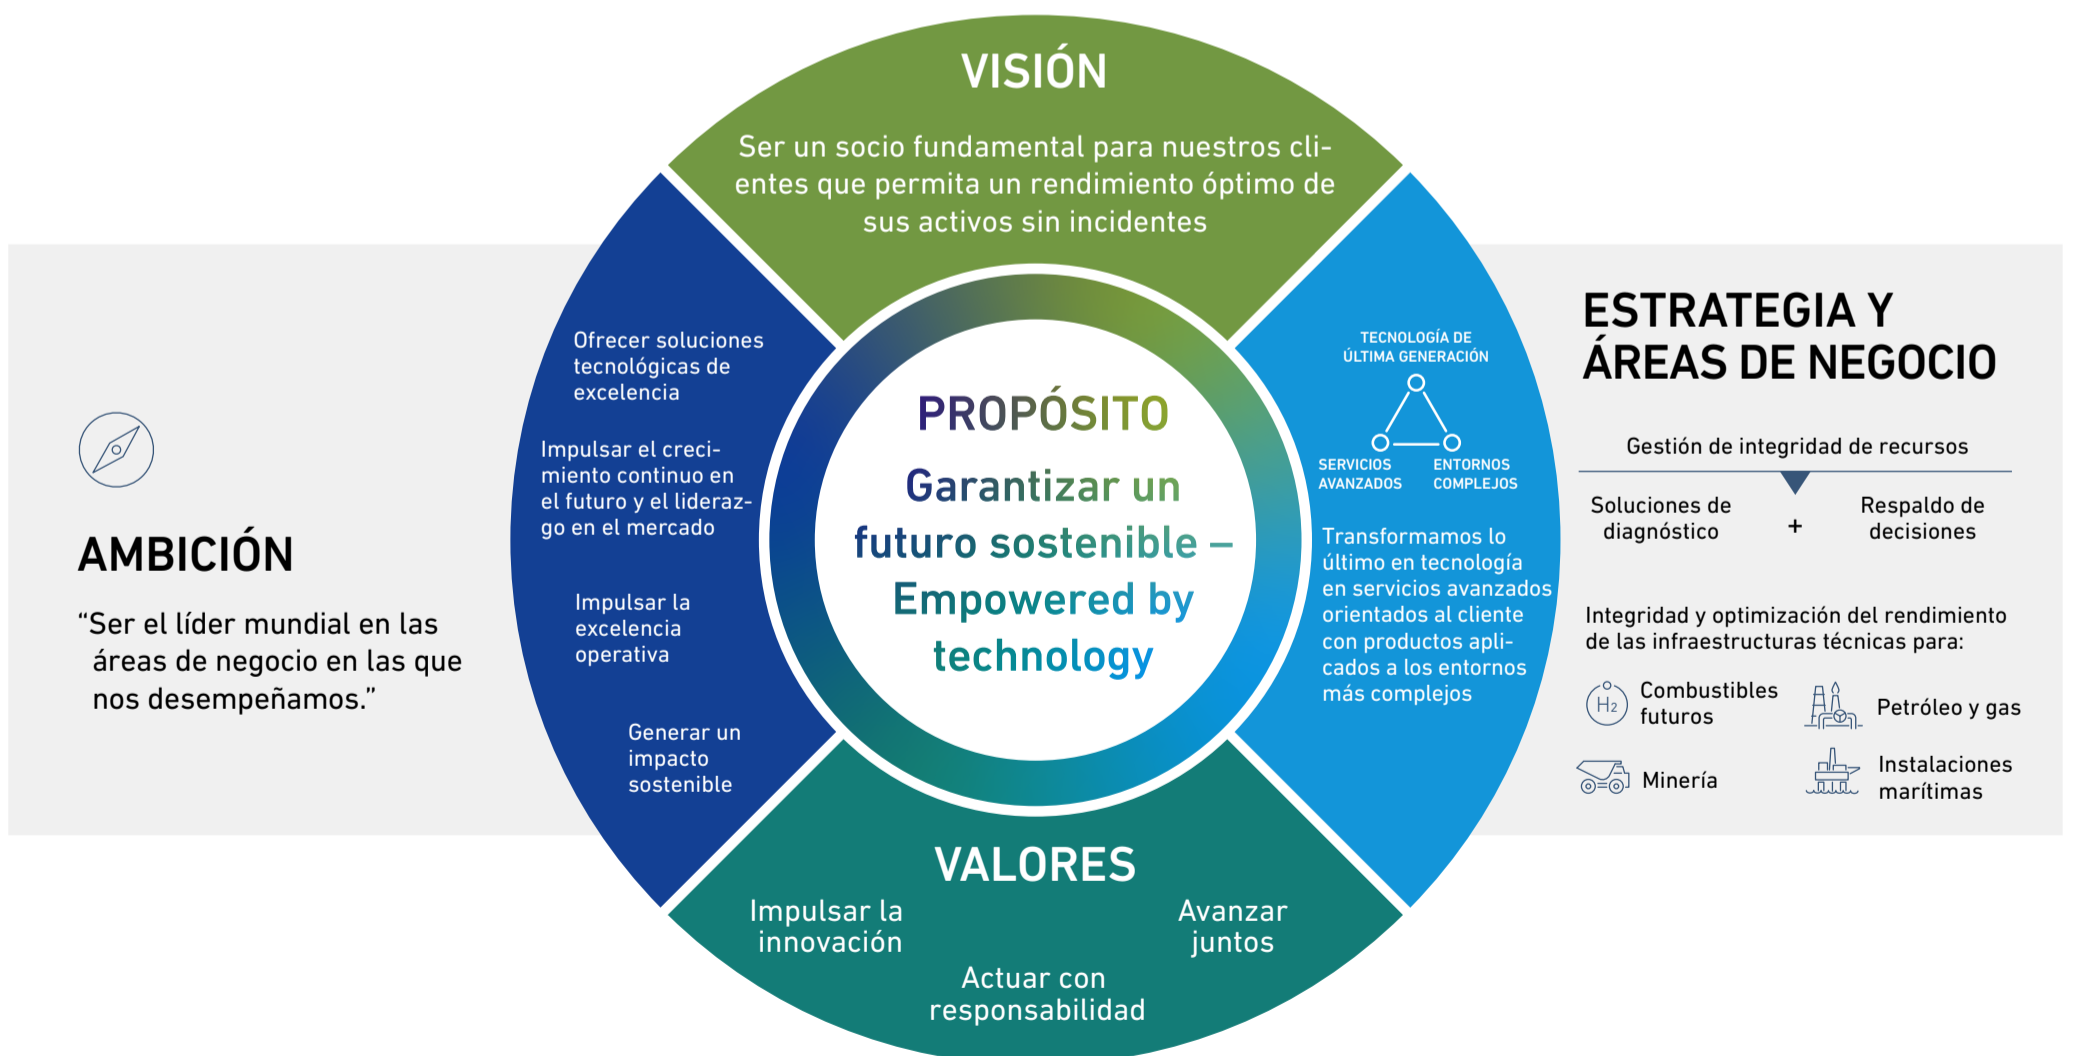 VISIÓN
Ser un socio fundamental para nuestros cli-
entes que permita un rendimiento óptimo de
sus activos sin incidentes
AMBICIÓN
“Ser el líder mundial en las
áreas de negocio en las que
nos desempeñamos.”
Ofrecer soluciones
tecnológicas de
excelencia
Impulsar el creci-
miento continuo en
el futuro y el lideraz-
go en el mercado
Impulsar la
excelencia
operativa
Generar un
impacto
sostenible
PROPÓSITO
Garantizar un
futuro sostenible –
Empowered by
technology
TECNOLOGÍA DE
ÚLTIMA GENERACIÓN
SERVICIOS
AVANZADOS
ENTORNOS
COMPLEJOS
Transformamos lo
último en tecnología
en servicios avanzados
orientados al cliente
con productos apli-
cados a los entornos
más complejos
ESTRATEGIA Y
ÁREAS DE NEGOCIO
Gestión de integridad de recursos
Soluciones de
diagnóstico
+
Respaldo de
decisiones
Integridad y optimización del rendimiento
de las infraestructuras técnicas para:
H2
Combustibles
futuros
Petróleo y gas
Minería
Instalaciones
marítimas
VALORES
Impulsar la
innovación
Avanzar
juntos
Actuar con
responsabilidad